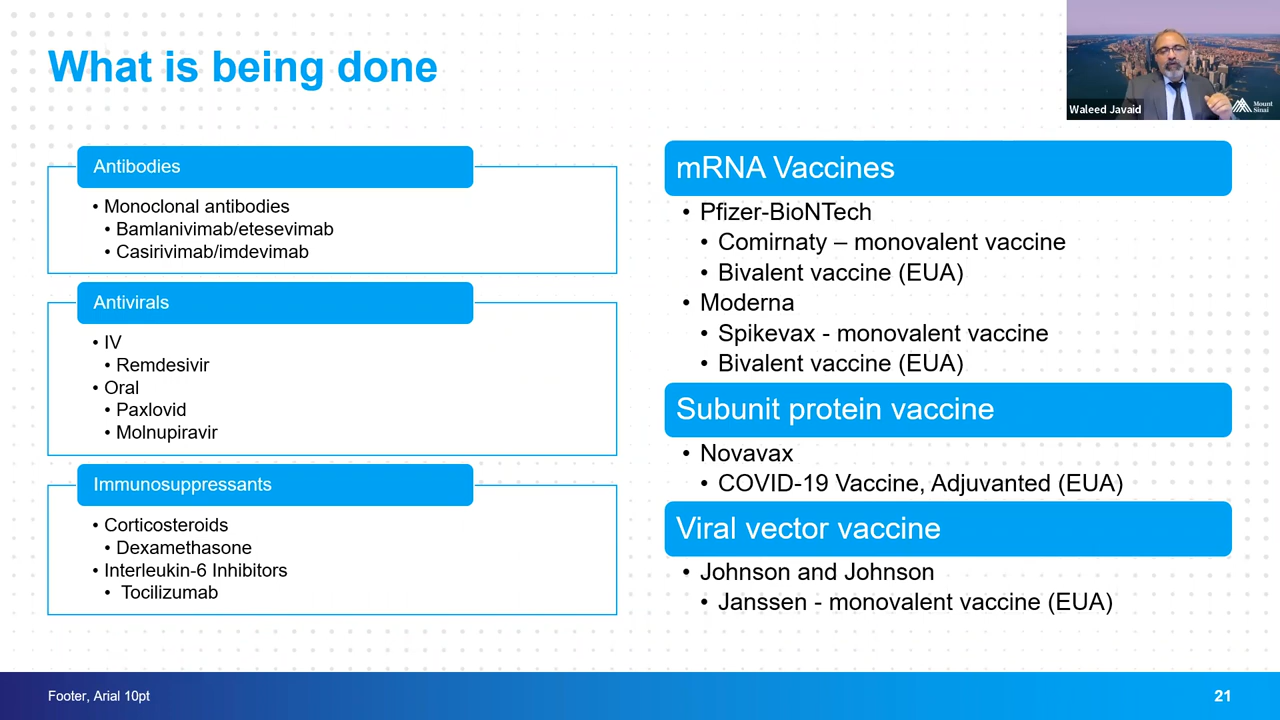 What is being done
Waleed Javaid
Mount
Sinai
Antibodies
• Monoclonal antibodies
• Bamlanivimab/etesevimab
• Casirivimab/imdevimab
Antivirals
• IV
• Remdesivir
• Oral
• Paxlovid
• Molnupiravir
Immunosuppressants
• Corticosteroids
• Dexamethasone
• Interleukin-6 Inhibitors
• Tocilizumab
mRNA Vaccines
• Pfizer-BioNTech
• Comirnaty – monovalent vaccine
• Bivalent vaccine (EUA)
• Moderna
• Spikevax - monovalent vaccine
• Bivalent vaccine (EUA)
Subunit protein vaccine
• Novavax
• COVID-19 Vaccine, Adjuvanted (EUA)
Viral vector vaccine
• Johnson and Johnson
• Janssen - monovalent vaccine (EUA)
Footer, Arial 10pt
21